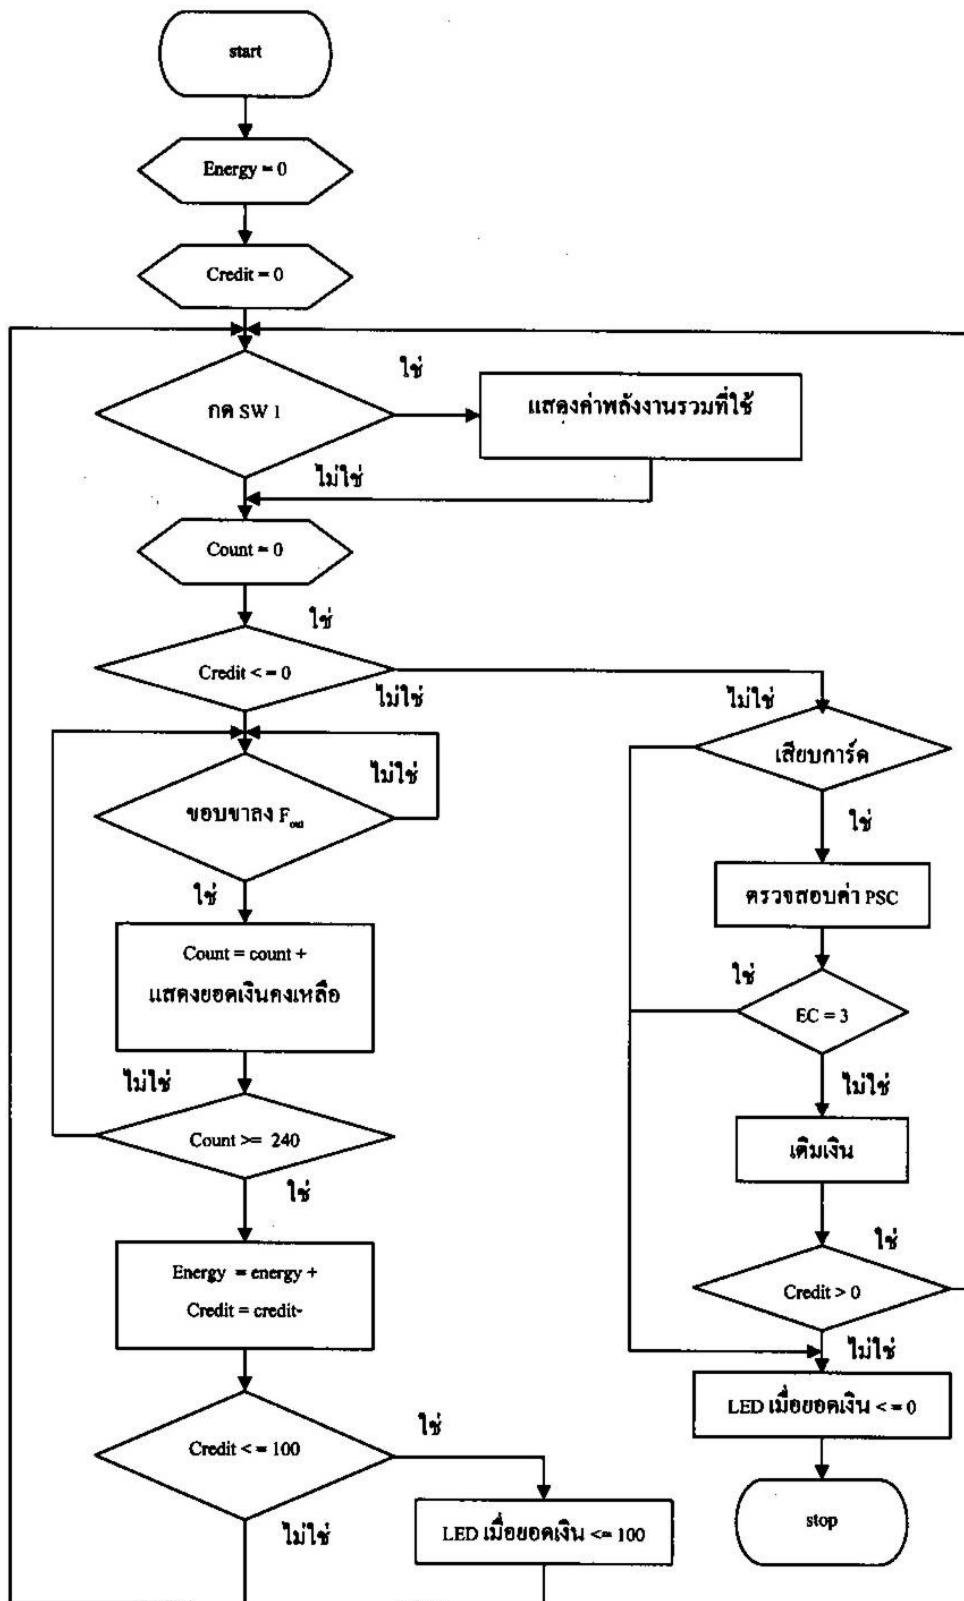 start
Energy = 0
Credit = 0
กด SW 1
ใช่
แสดงค่าพลังงานรวมที่ใช้
ไม่ใช่
Count = 0
ใช่
Credit < = 0
ไม่ใช่
ไม่ใช่
เสียบการ์ด
ขอบขาลง Fout
ไม่ใช่
ใช่
ใช่
ตรวจสอบค่า PSC
Count = count +
แสดงยอดเงินคงเหลือ
ใช่
EC = 3
ไม่ใช่
ไม่ใช่
Count >= 240
เติมเงิน
ใช่
ใช่
Energy = energy +
Credit = credit-
Credit > 0
ไม่ใช่
LED เมื่อยอดเงิน < = 0
Credit < = 100
ใช่
ไม่ใช่
LED เมื่อยอดเงิน <= 100
stop